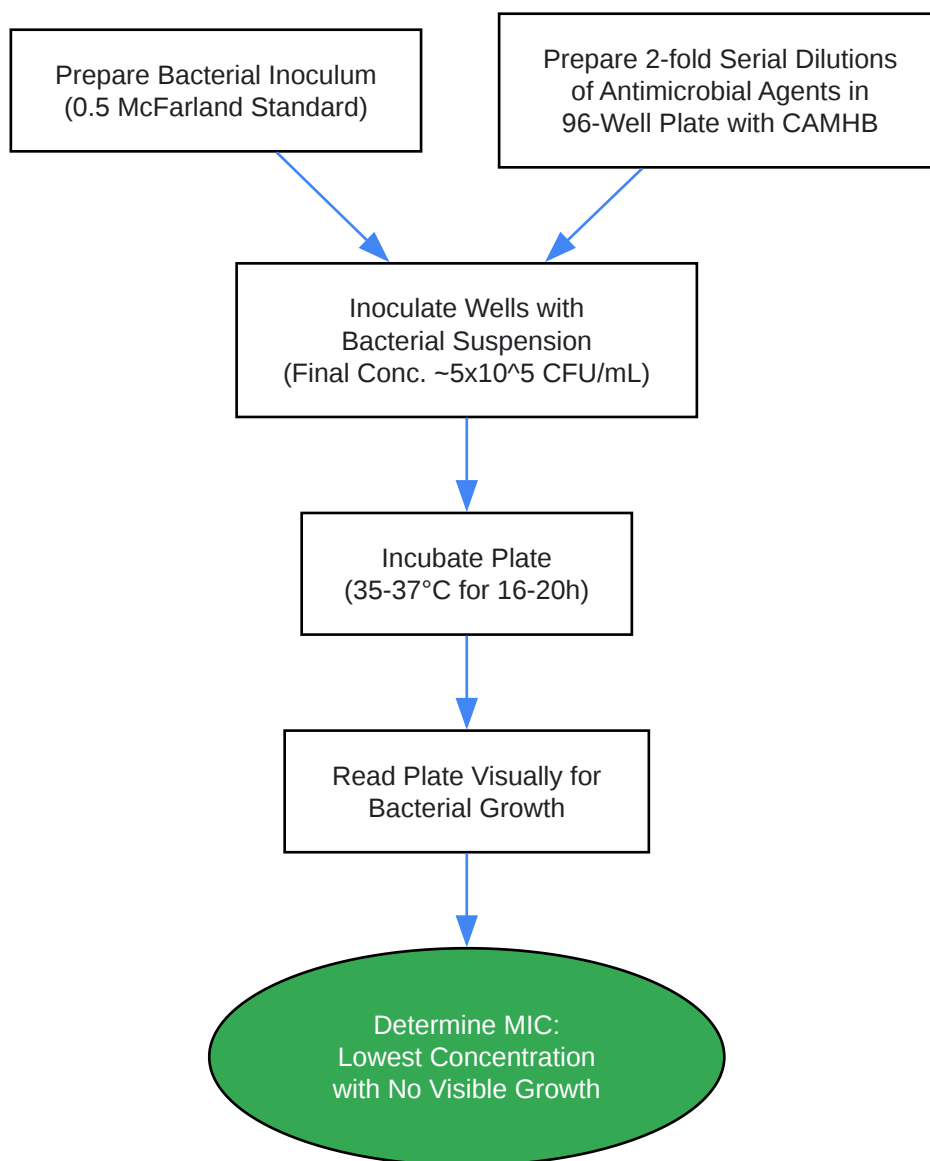 Prepare Bacterial Inoculum
(0.5 McFarland Standard)
Prepare 2-fold Serial Dilutions
of Antimicrobial Agents in
96-Well Plate with CAMHB
Inoculate Wells with
Bacterial Suspension
(Final Conc. ~5x10^5 CFU/mL)
Incubate Plate
(35-37°C for 16-20h)
Read Plate Visually for
Bacterial Growth
Determine MIC:
Lowest Concentration
with No Visible Growth